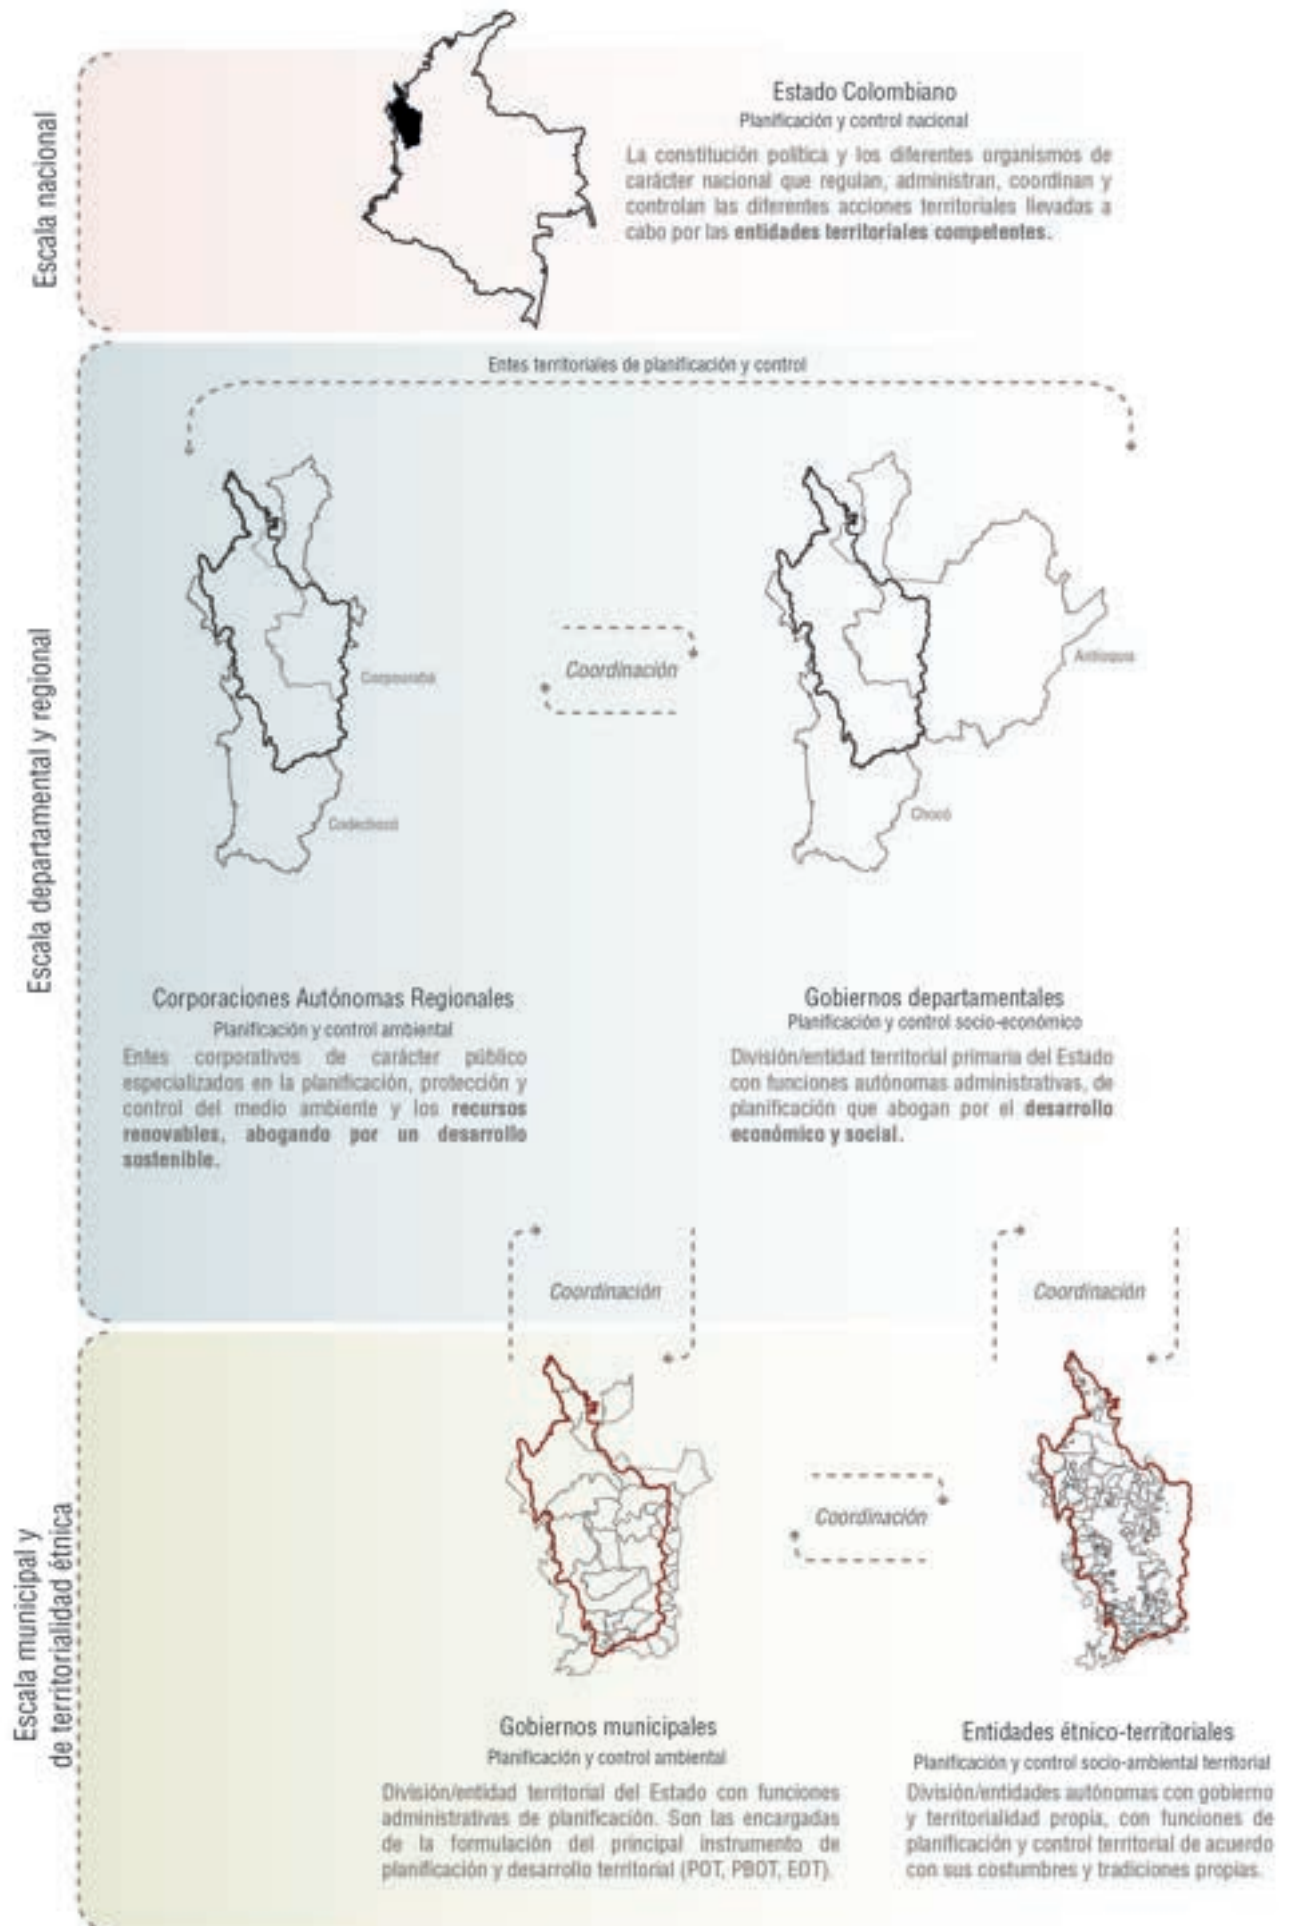 Escala nacional
Estado Colombiano
Planificación y control nacional
La constitución política y los diferentes organismos de
carácter nacional que regulan, administran, coordinan y
controlan las diferentes acciones territoriales llevadas a
cabo por las entidades territoriales competentes.
Escala departamental y regional
Entes territoriales de planificación y control
Corpouraba
Codechocó
Coordinación
Antioquia
Chocó
Corporaciones Autónomas Regionales
Planificación y control ambiental
Entes corporativos de carácter público
especializados en la planificación, protección y
control del medio ambiente y los recursos
renovables, abogando por un desarrollo
sostenible.
Gobiernos departamentales
Planificación y control socio-económico
División/entidad territorial primaria del Estado
con funciones autónomas administrativas, de
planificación que abogan por el desarrollo
económico y social.
Coordinación
Coordinación
Escala municipal y
de territorialidad étnica
Coordinación
Gobiernos municipales
Planificación y control ambiental
División/entidad territorial del Estado con funciones
administrativas de planificación. Son las encargadas
de la formulación del principal instrumento de
planificación y desarrollo territorial (POT, PBOT, EOT).
Entidades étnico-territoriales
Planificación y control socio-ambiental territorial
División/entidades autónomas con gobierno
y territorialidad propia, con funciones de
planificación y control territorial de acuerdo
con sus costumbres y tradiciones propias.